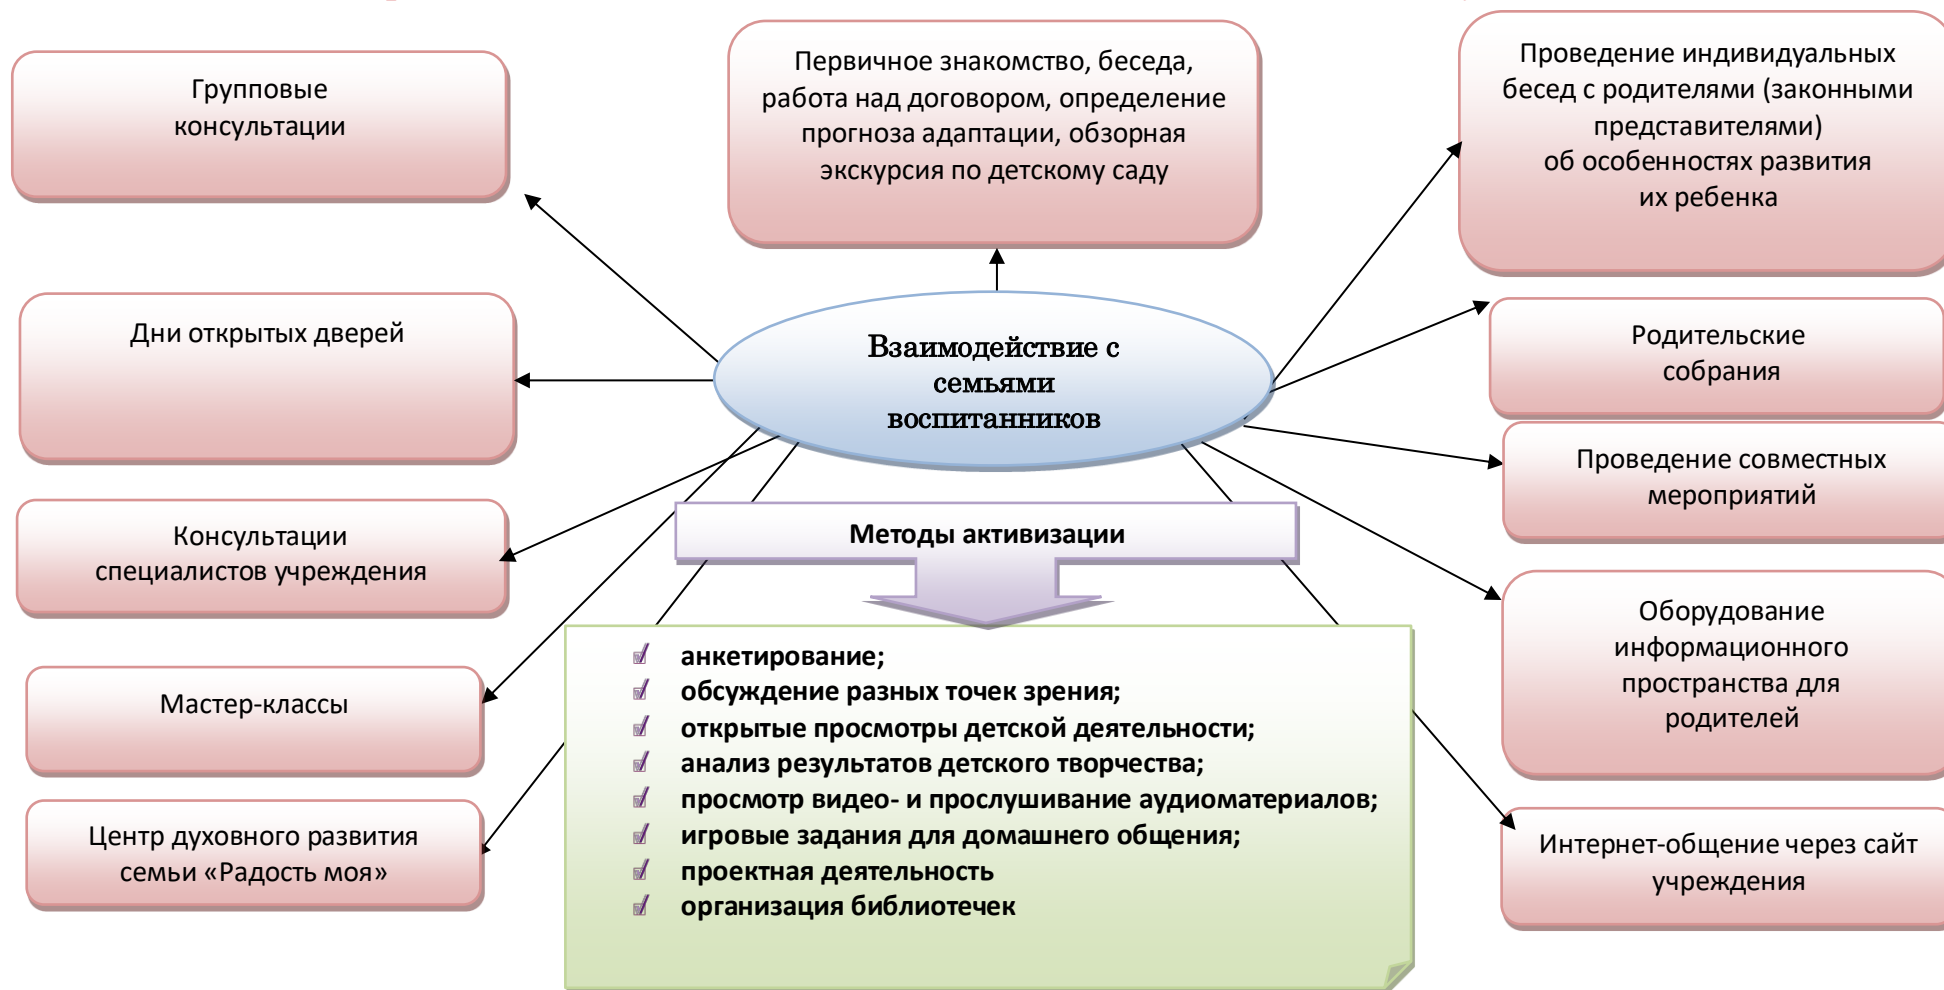 Групповые
консультации
Первичное знакомство, беседа,
работа над договором, определение
прогноза адаптации, обзорная
экскурсия по детскому саду
Проведение индивидуальных
бесед с родителями (законными
представителями)
об особенностях развития
их ребенка
Дни открытых дверей
Взаимодействие с
семьями
воспитанников
Родительские
собрания
Проведение совместных
мероприятий
Консультации
специалистов учреждения
Методы активизации
Оборудование
информационного
пространства для
родителей
Мастер-классы
анкетирование;
обсуждение разных точек зрения;
открытые просмотры детской деятельности;
анализ результатов детского творчества;
просмотр видео- и прослушивание аудиоматериалов;
игровые задания для домашнего общения;
проектная деятельность
организация библиотечек
Центр духовного развития
семьи «Радость моя»
Интернет-общение через сайт
учреждения